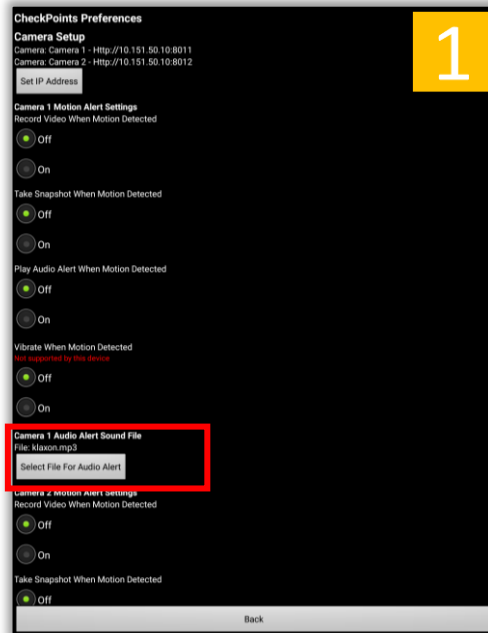 CheckPoints Preferences
1
Camera Setup
Camera: Camera 1 - Http://10.151.50.10:8011
Camera: Camera 2 - Http://10.151.50.10:8012
Set IP Address
Camera 1 Motion Alert Settings
Record Video When Motion Detected
Off
On
Take Snapshot When Motion Detected
Off
On
Play Audio Alert When Motion Detected
Off
On
Vibrate When Motion Detected
Not supported by this device
Off
On
Camera 1 Audio Alert Sound File
File: klaxon.mp3
Select File For Audio Alert
Camera 2 Motion Alert Settings
Record Video When Motion Detected
Off
On
Take Snapshot When Motion Detected
Off
Back